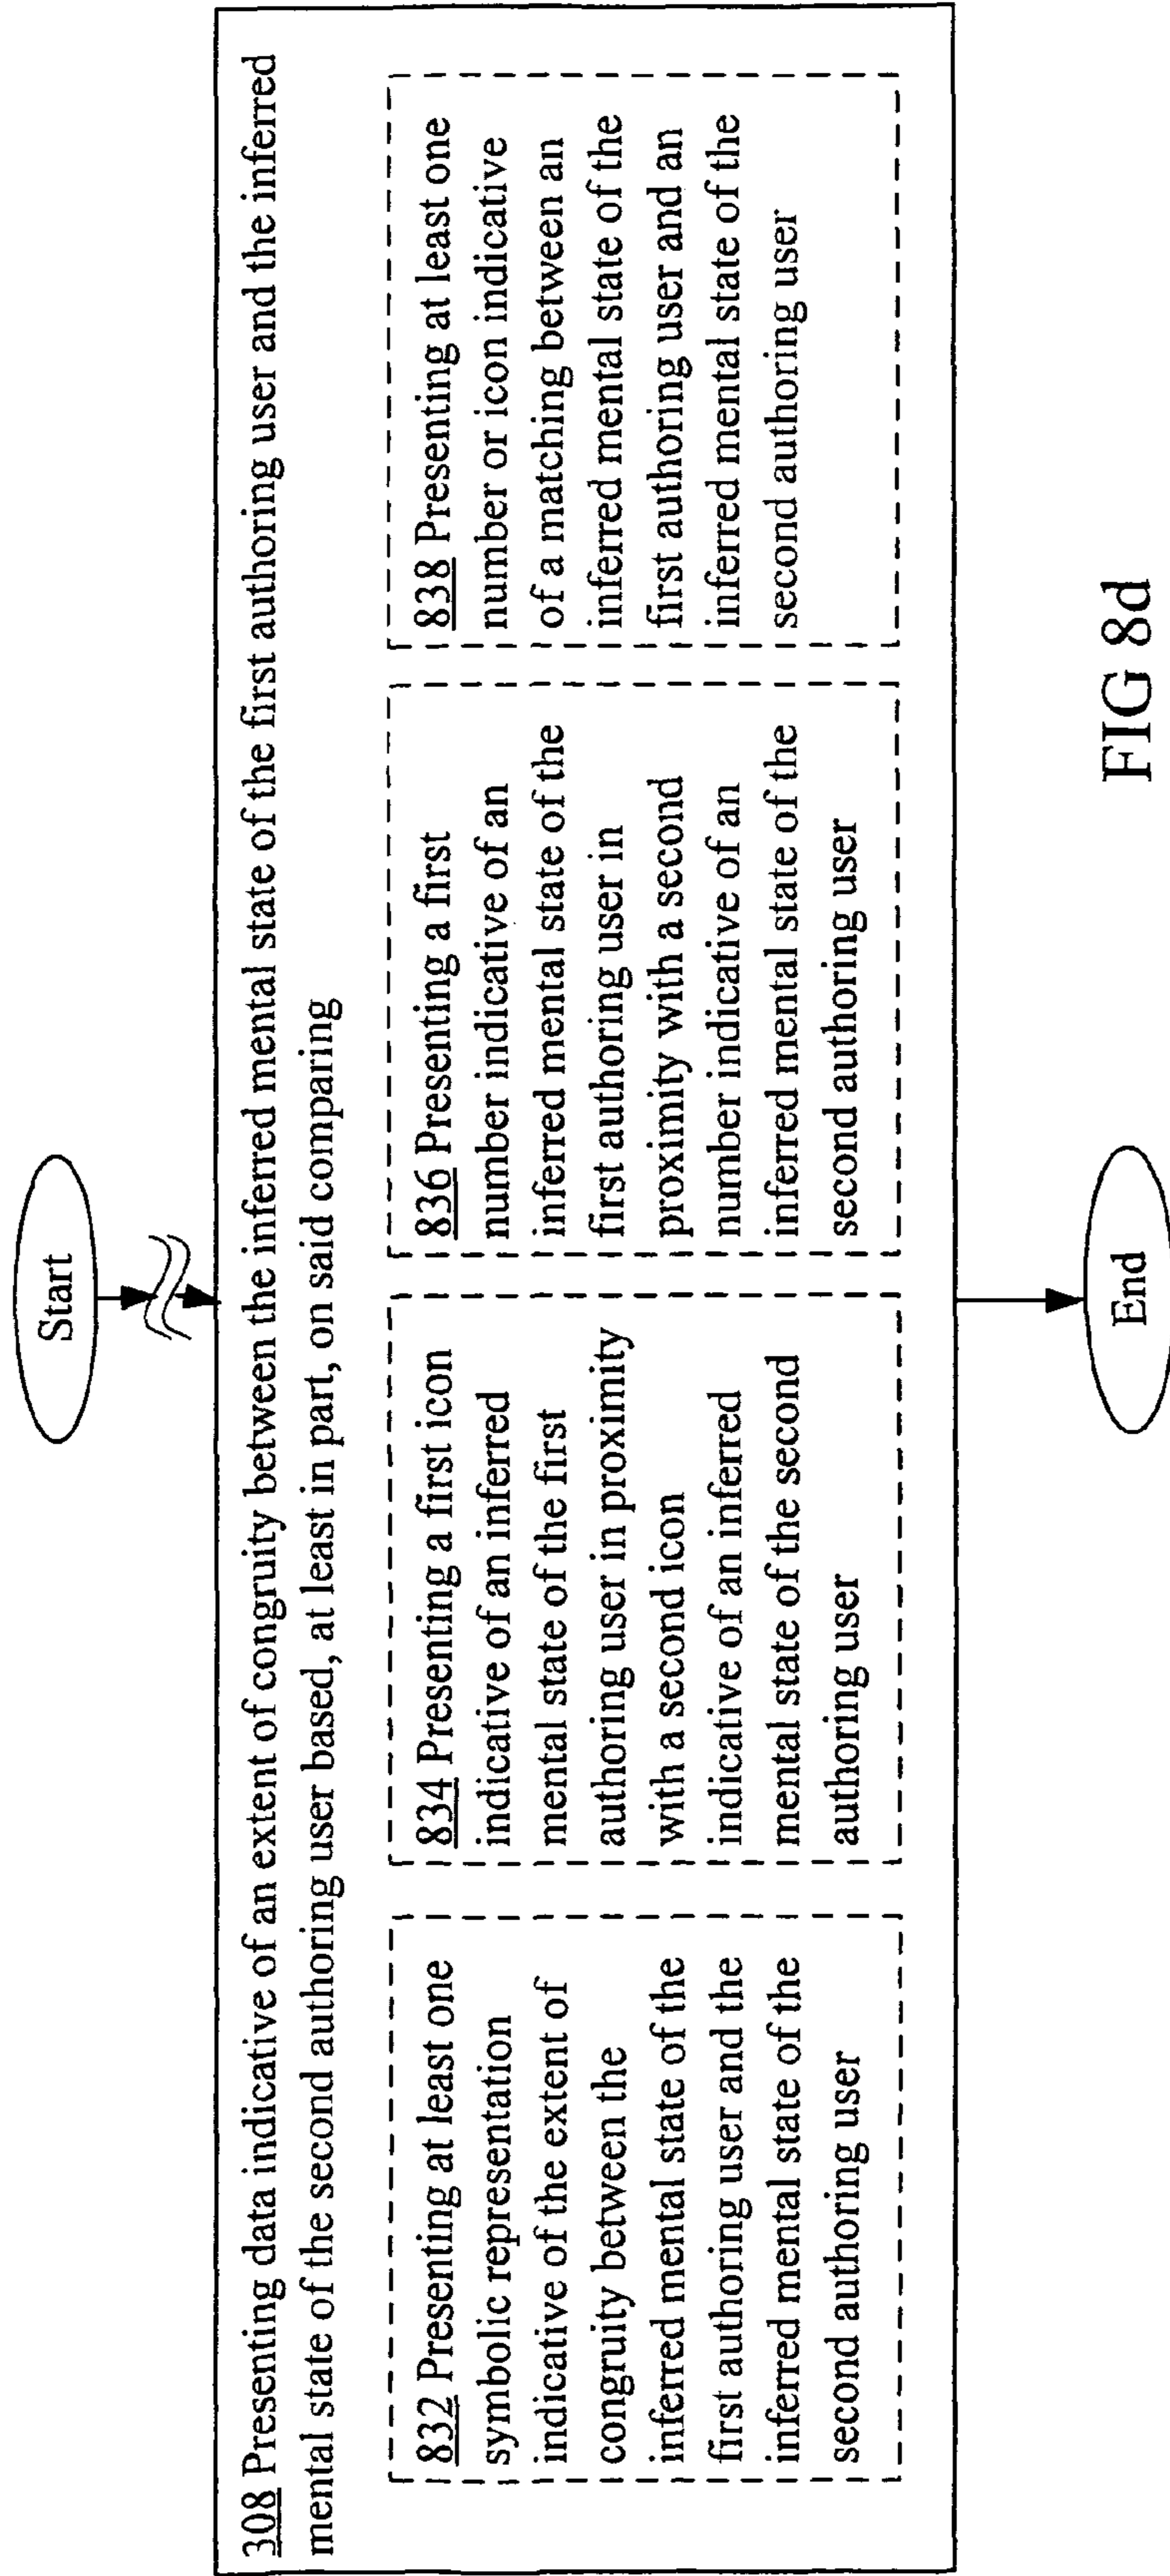 Start
308 Presenting data indicative of an extent of congruity between the inferred mental state of the first authoring user and the inferred
mental state of the second authoring user based, at least in part, on said comparing
832 Presenting at least one
symbolic representation
indicative of the extent of
congruity between the
inferred mental state of the
first authoring user and the
inferred mental state of the
second authoring user
834 Presenting a first icon
indicative of an inferred
mental state of the first
authoring user in proximity
with a second icon
indicative of an inferred
mental state of the second
authoring user
836 Presenting a first
number indicative of an
inferred mental state of the
first authoring user in
proximity with a second
number indicative of an
inferred mental state of the
second authoring user
838 Presenting at least one
number or icon indicative
of a matching between an
inferred mental state of the
first authoring user and an
inferred mental state of the
second authoring user
End
FIG 8d